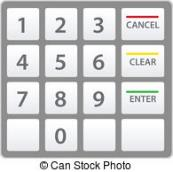 1 2 3 CANCEL
4 5 6 CLEAR
7 8 9 ENTER
0
© Can Stock Photo